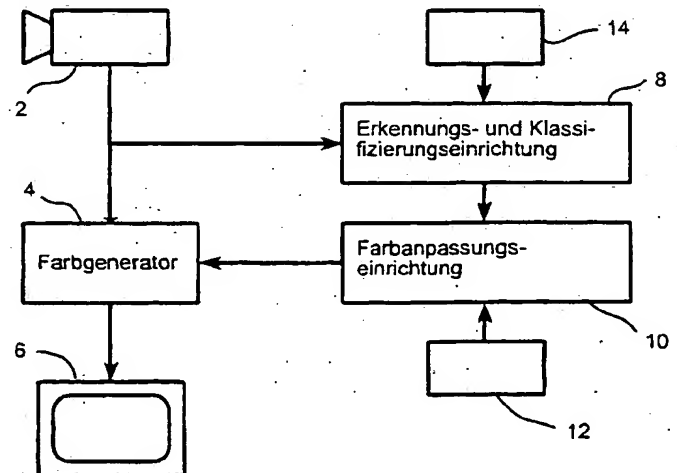 14
2
8
Erkennungs- und Klassi-
fizierungseinrichtung
4
Farbgenerator
Farbanpassungs-
einrichtung
6
10
12